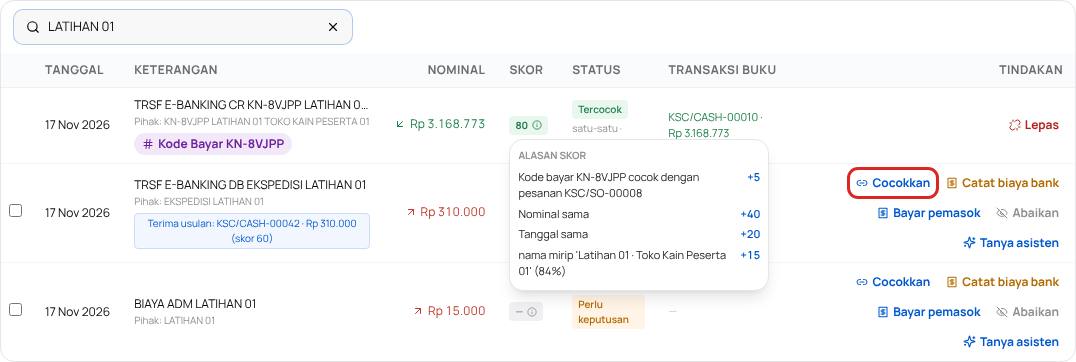 LATIHAN 01
TANGGAL KETERANGAN NOMINAL SKOR STATUS TRANSAKSI BUKU TINDAKAN
17 Nov 2026
TRSF E-BANKING CR KN-8VJPP LATIHAN 0...
Pihak: KN-8VJPP LATIHAN 01 TOKO KAIN PESERTA 01
# Kode Bayar KN-8VJPP
Rp 3.168.773
80
Tercocok
satu-satu ·
KSC/CASH-00010 ·
Rp 3.168.773
Lepas
ALASAN SKOR
Kode bayar KN-8VJPP cocok dengan +5
pesanan KSC/SO-00008
Nominal sama +40
Tanggal sama +20
nama mirip 'Latihan 01 · Toko Kain Peserta +15
01' (84%)
17 Nov 2026
TRSF E-BANKING DB EKSPEDISI LATIHAN 01
Pihak: EKSPEDISI LATIHAN 01
Terima usulan: KSC/CASH-00042 · Rp 310.000
(skor 60)
Rp 310.000
Cocokkan Catat biaya bank
Bayar pemasok Abaikan
Tanya asisten
17 Nov 2026
BIAYA ADM LATIHAN 01
Pihak: LATIHAN 01
Rp 15.000
—
Perlu
keputusan
—
Cocokkan Catat biaya bank
Bayar pemasok Abaikan
Tanya asisten